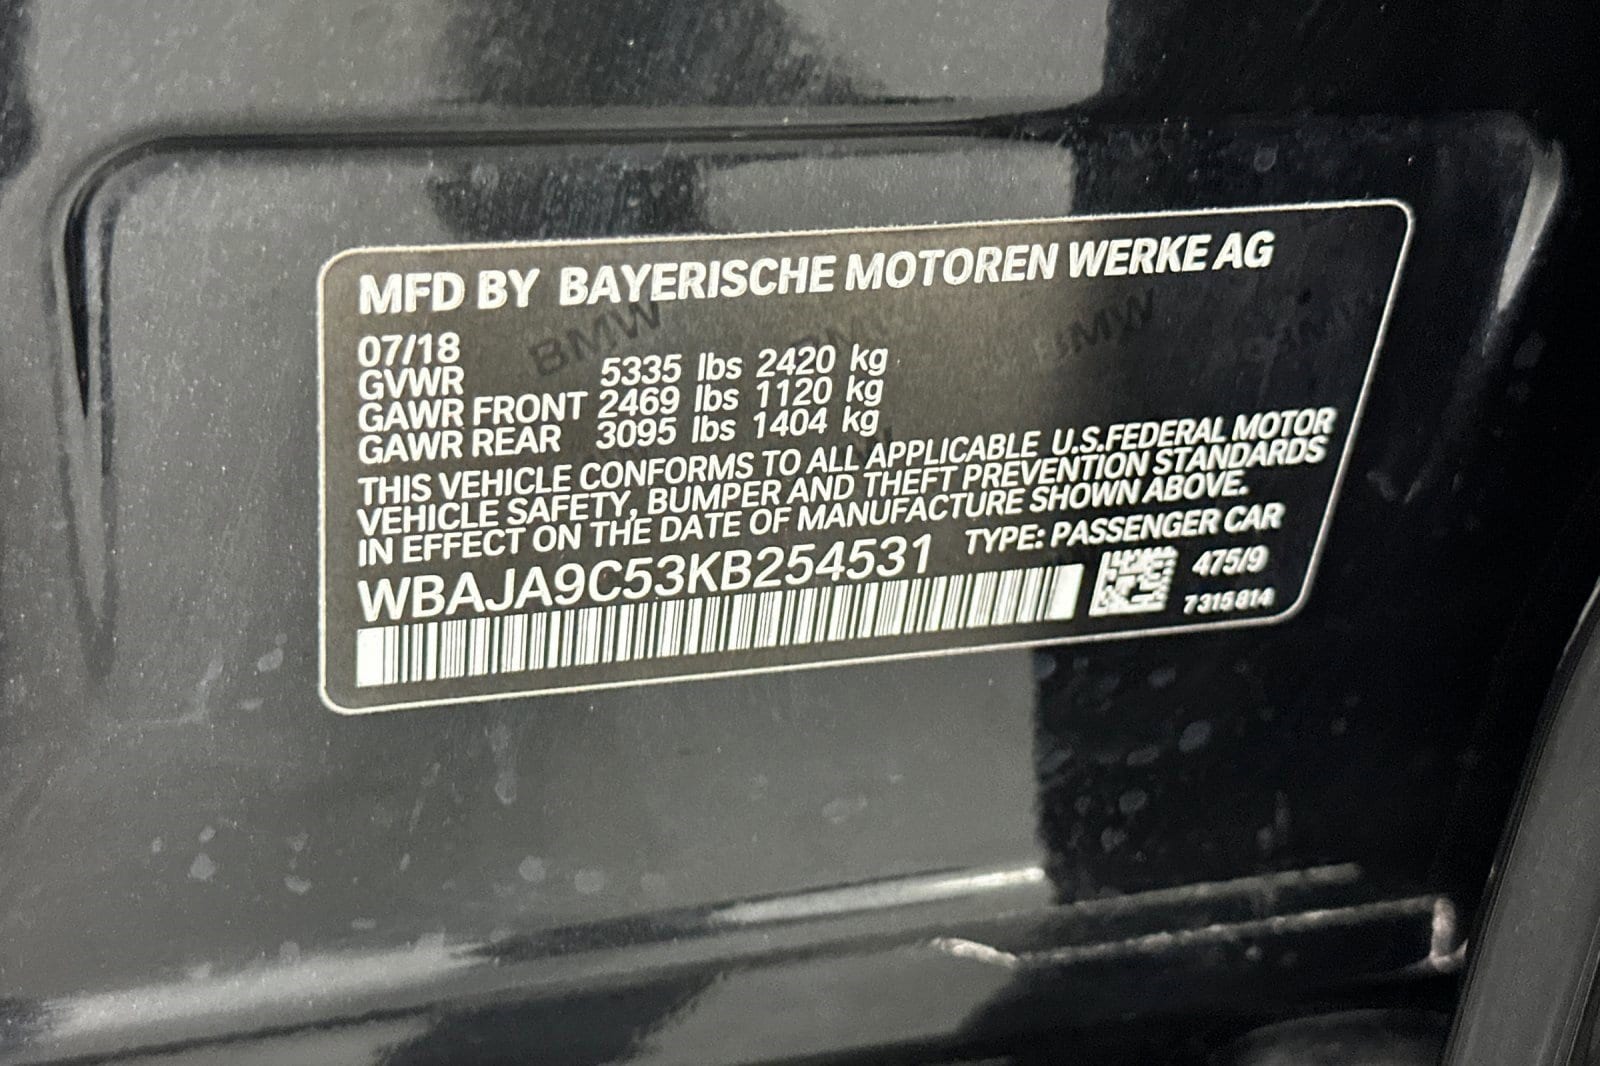 MFD BY BAYERISCHE MOTOREN WERKE AG
07/18
GVWR 5335 lbs 2420 kg
GAWR FRONT 2469 lbs 1120 kg
GAWR REAR 3095 lbs 1404 kg
THIS VEHICLE CONFORMS TO ALL APPLICABLE U.S.FEDERAL MOTOR
VEHICLE SAFETY, BUMPER AND THEFT PREVENTION STANDARDS
IN EFFECT ON THE DATE OF MANUFACTURE SHOWN ABOVE.
WBAJA9C53KB254531 TYPE: PASSENGER CAR
475/9
7 315 814
BMW
BMW
BMW